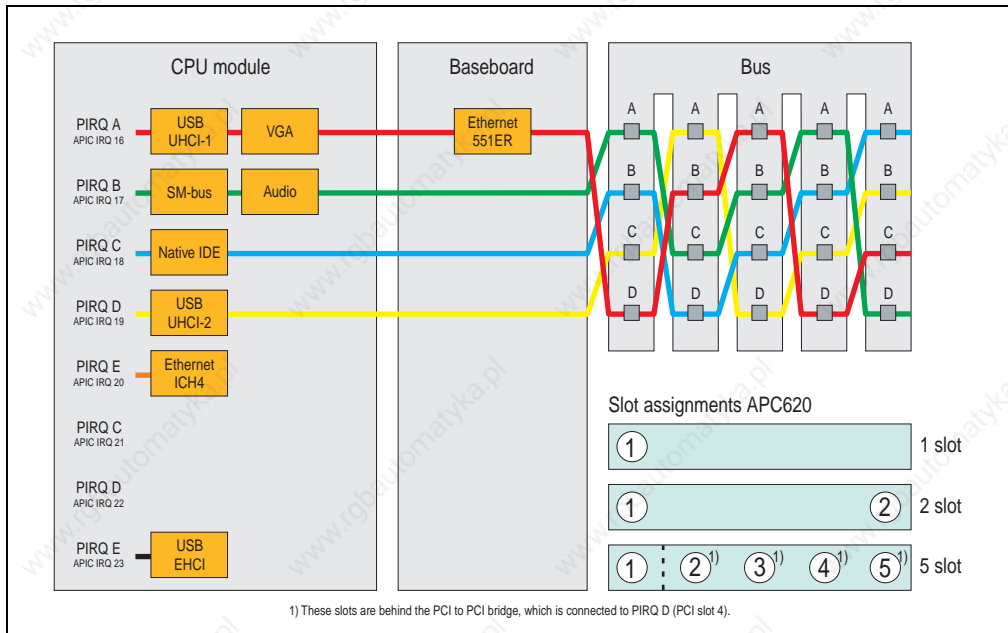 CPU module
Baseboard
Bus
PIRQ A
APIC IRQ 16
USB
UHCI-1
VGA
Ethernet
551ER
PIRQ B
APIC IRQ 17
SM-bus
Audio
PIRQ C
APIC IRQ 18
Native IDE
PIRQ D
APIC IRQ 19
USB
UHCI-2
PIRQ E
APIC IRQ 20
Ethernet
ICH4
PIRQ C
APIC IRQ 21
PIRQ D
APIC IRQ 22
PIRQ E
APIC IRQ 23
USB
EHCI
A A A A A
B B B B B
C C C C C
D D D D D
Slot assignments APC620
1 1 slot
1 2 2 slot
1 2 1) 3 1) 4 1) 5 1) 5 slot
1) These slots are behind the PCI to PCI bridge, which is connected to PIRQ D (PCI slot 4).
www.rgbautomatyka.pl